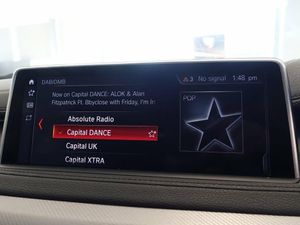 DAB/DMB
3 No signal 1:48 pm
Now on Capital DANCE: ALOK & Alan
Fitzpatrick Ft. Bbyclose with Friday, I'm In
PDP
Absolute Radio
Capital DANCE
Capital UK
Capital XTRA